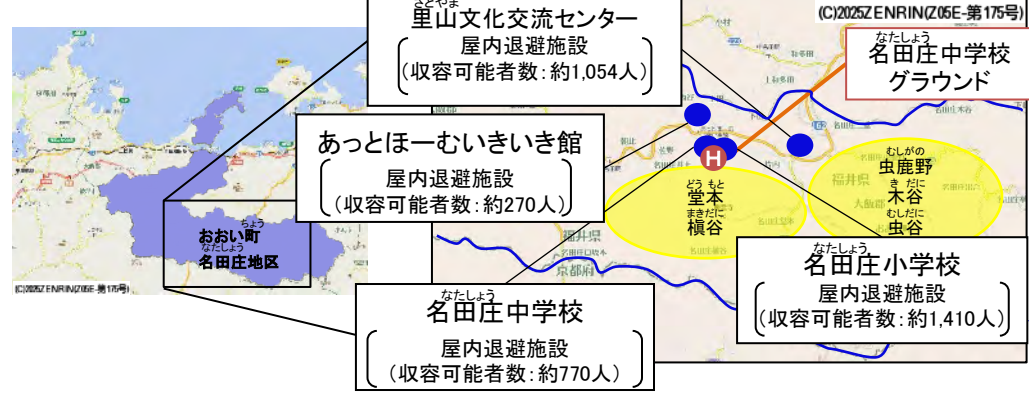 (C)2025ZENRIN(Z05E-第175号)
さとやま
里山文化交流センター
屋内退避施設
(収容可能者数:約1,054人)
なたしょう
名田庄中学校
グラウンド
あっとほーむいきいき館
屋内退避施設
(収容可能者数:約270人)
H
むしがの
虫鹿野
き だに
木谷
むしだに
虫谷
どう もと
堂本
まきだに
槇谷
福井県
大飯郡
福井県
京都府
ちょう
おおい町
なたしょう
名田庄地区
(C)2025ZENRIN(Z05E-第175号)
なたしょう
名田庄小学校
屋内退避施設
(収容可能者数:約1,410人)
なたしょう
名田庄中学校
屋内退避施設
(収容可能者数:約770人)